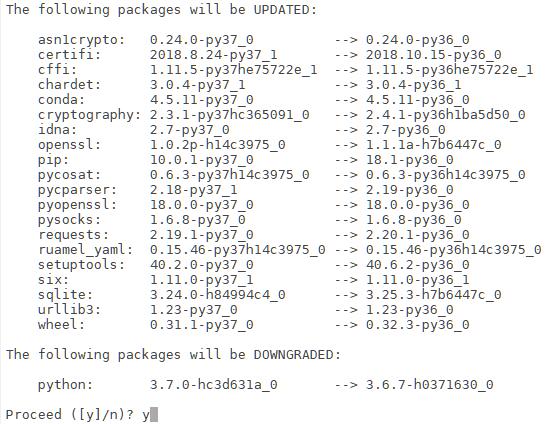 The following packages will be UPDATED:
asn1crypto: 0.24.0-py37_0 --> 0.24.0-py36_0
certifi: 2018.8.24-py37_1 --> 2018.10.15-py36_0
cffi: 1.11.5-py37he75722e_1 --> 1.11.5-py36he75722e_1
chardet: 3.0.4-py37_1 --> 3.0.4-py36_1
conda: 4.5.11-py37_0 --> 4.5.11-py36_0
cryptography: 2.3.1-py37hc365091_0 --> 2.4.1-py36h1ba5d50_0
idna: 2.7-py37_0 --> 2.7-py36_0
openssl: 1.0.2p-h14c3975_0 --> 1.1.1a-h7b6447c_0
pip: 10.0.1-py37_0 --> 18.1-py36_0
pycosat: 0.6.3-py37h14c3975_0 --> 0.6.3-py36h14c3975_0
pycparser: 2.18-py37_1 --> 2.19-py36_0
pyopenssl: 18.0.0-py37_0 --> 18.0.0-py36_0
pysocks: 1.6.8-py37_0 --> 1.6.8-py36_0
requests: 2.19.1-py37_0 --> 2.20.1-py36_0
ruamel_yaml: 0.15.46-py37h14c3975_0 --> 0.15.46-py36h14c3975_0
setuptools: 40.2.0-py37_0 --> 40.6.2-py36_0
six: 1.11.0-py37_1 --> 1.11.0-py36_1
sqlite: 3.24.0-h84994c4_0 --> 3.25.3-h7b6447c_0
urllib3: 1.23-py37_0 --> 1.23-py36_0
wheel: 0.31.1-py37_0 --> 0.32.3-py36_0
The following packages will be DOWNGRADED:
python: 3.7.0-hc3d631a_0 --> 3.6.7-h0371630_0
Proceed ([y]/n)? y